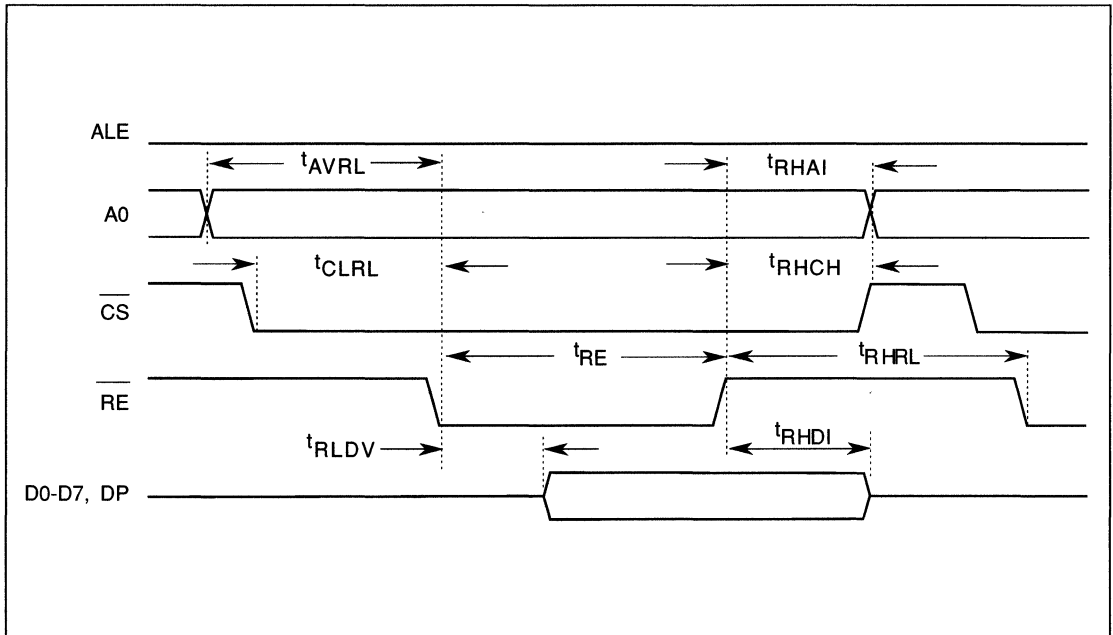 ALE
tAVRL tRHAI
A0
tCLRL tRHCH
CS
tRE tRHRL
RE
tRLDV tRHDI
D0-D7, DP